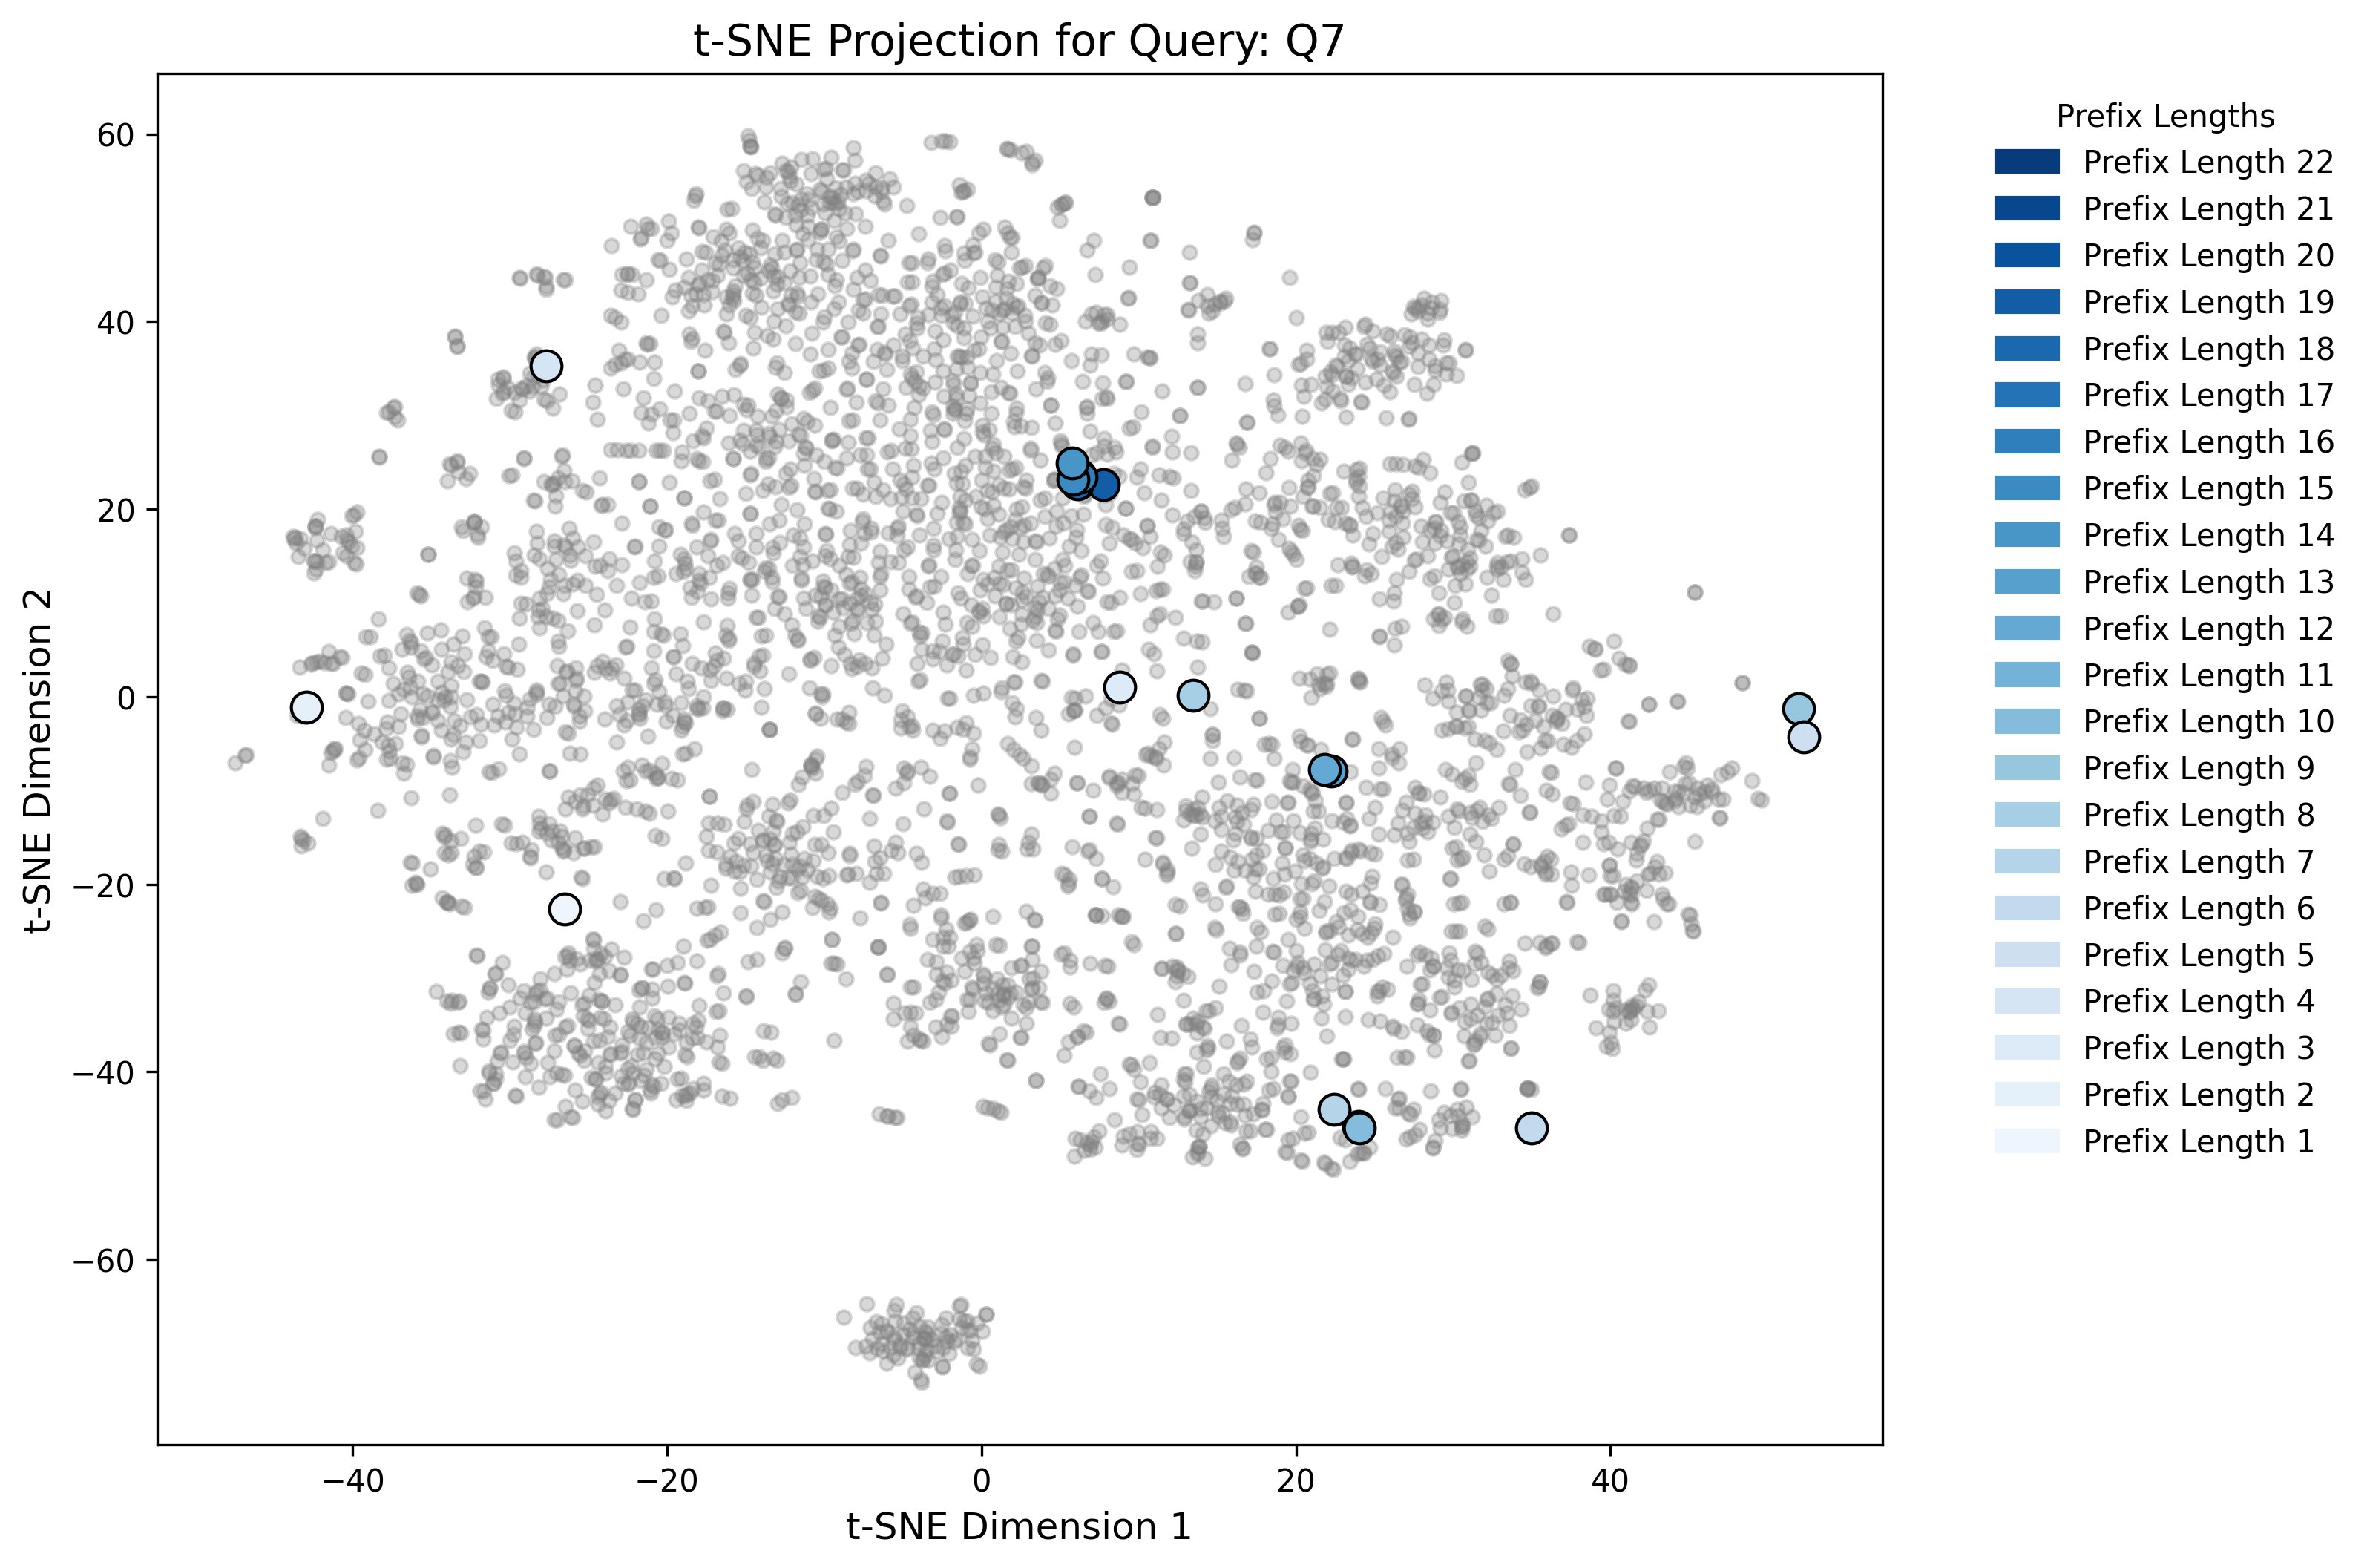 t-SNE Projection for Query: Q7
60
40
20
0
−20
−40
−60
t-SNE Dimension 2
−40
−20
0
20
40
t-SNE Dimension 1
Prefix Lengths
Prefix Length 22
Prefix Length 21
Prefix Length 20
Prefix Length 19
Prefix Length 18
Prefix Length 17
Prefix Length 16
Prefix Length 15
Prefix Length 14
Prefix Length 13
Prefix Length 12
Prefix Length 11
Prefix Length 10
Prefix Length 9
Prefix Length 8
Prefix Length 7
Prefix Length 6
Prefix Length 5
Prefix Length 4
Prefix Length 3
Prefix Length 2
Prefix Length 1